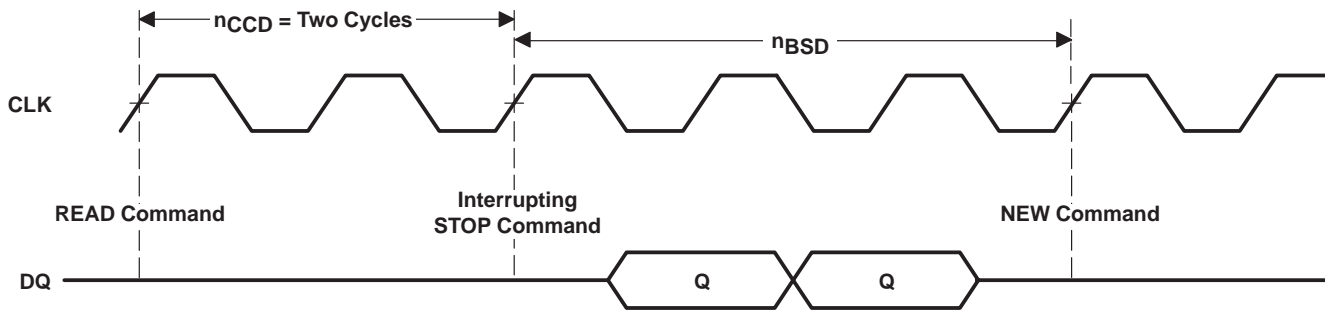 nCCD = Two Cycles
nBSD
CLK
READ Command
Interrupting
STOP Command
NEW Command
DQ
Q
Q